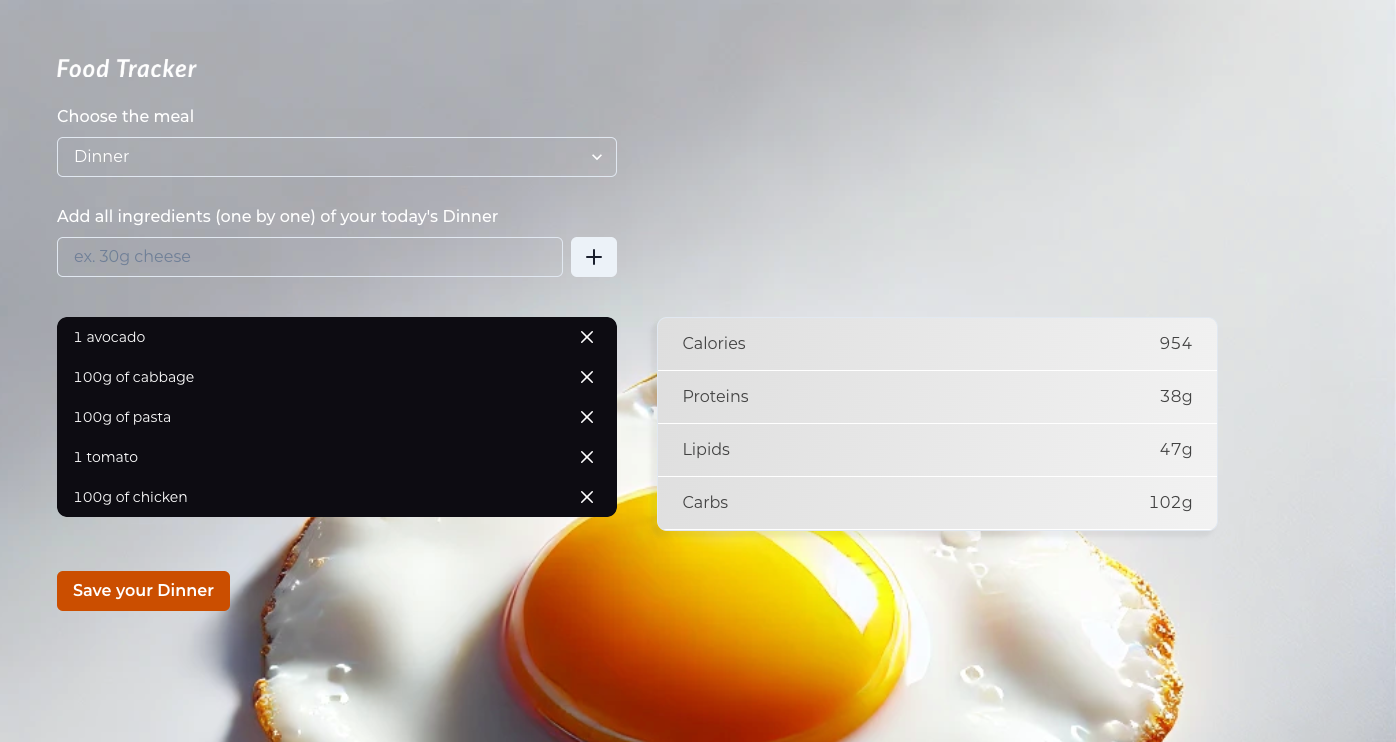 Food Tracker
Choose the meal
Dinner
Add all ingredients (one by one) of your today's Dinner
ex. 30g cheese
1 avocado
100g of cabbage
100g of pasta
1 tomato
100g of chicken
Calories 954
Proteins 38g
Lipids 47g
Carbs 102g
Save your Dinner